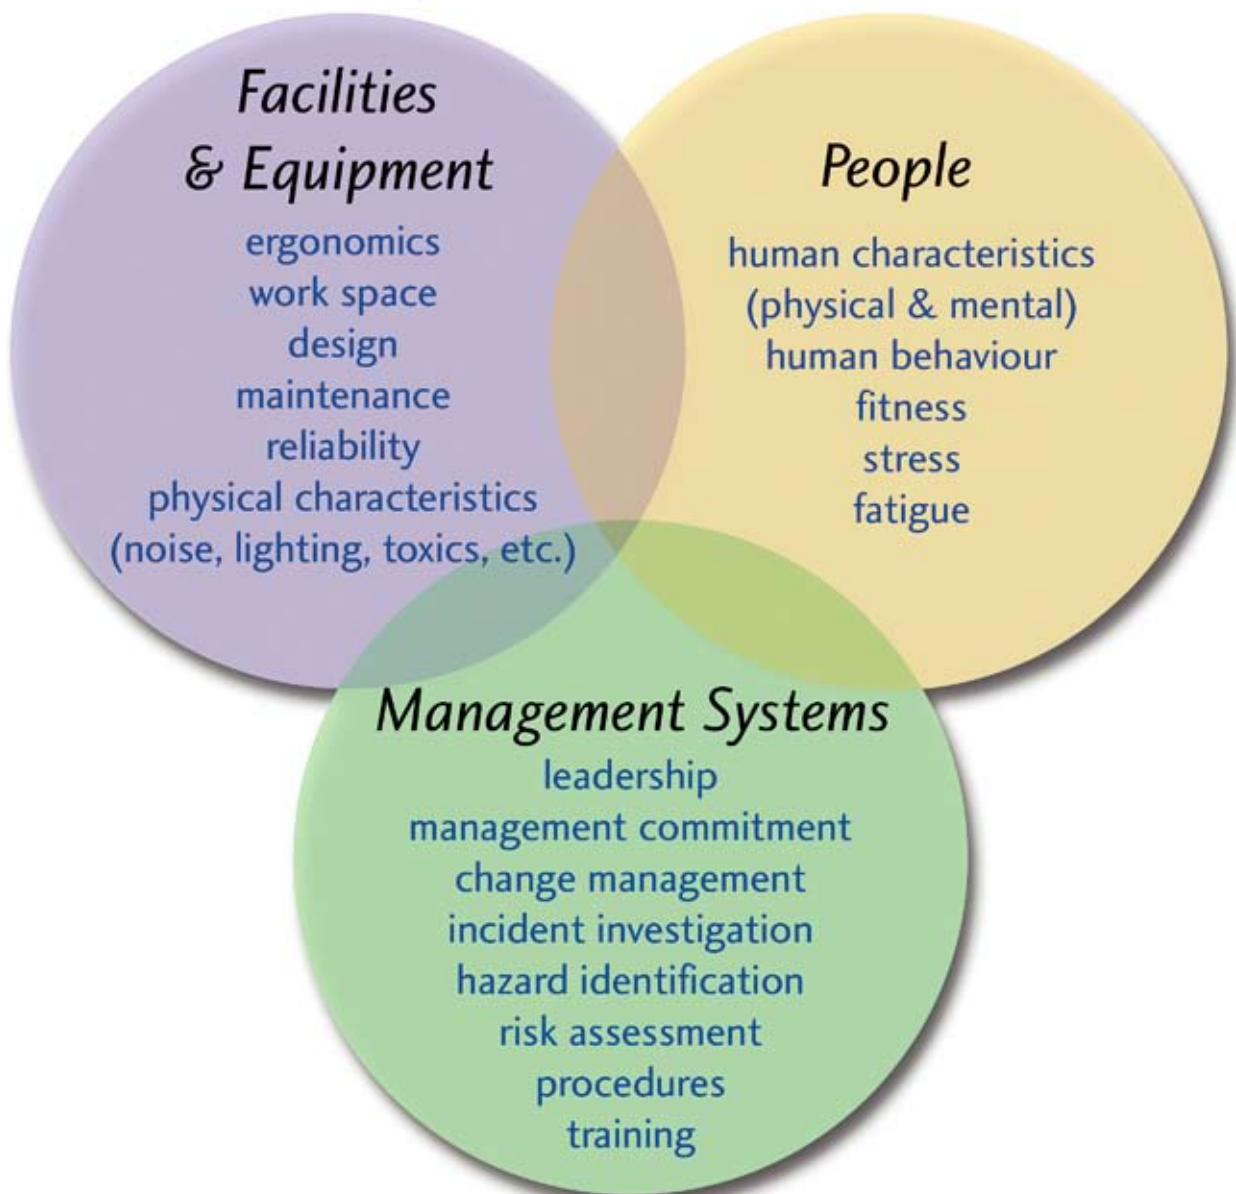 Facilities
& Equipment
ergonomics
work space
design
maintenance
reliability
physical characteristics
(noise, lighting, toxics, etc.)
People
human characteristics
(physical & mental)
human behaviour
fitness
stress
fatigue
Management Systems
leadership
management commitment
change management
incident investigation
hazard identification
risk assessment
procedures
training